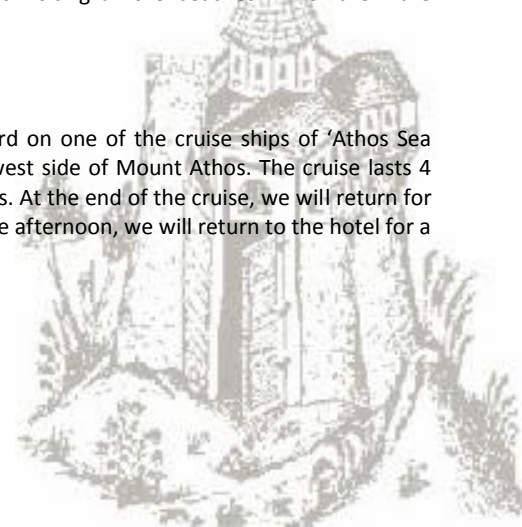 rd on one of the cruise ships of ‘Athos Sea
vest side of Mount Athos. The cruise lasts 4
s. At the end of the cruise, we will return for
e afternoon, we will return to the hotel for a